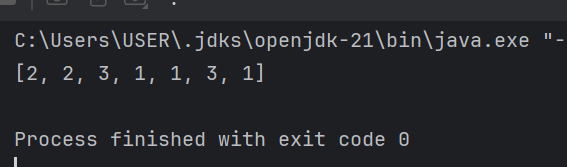 C:\Users\USER\.jdks\openjdk-21\bin\java.exe "-
[2, 2, 3, 1, 1, 3, 1]
Process finished with exit code 0